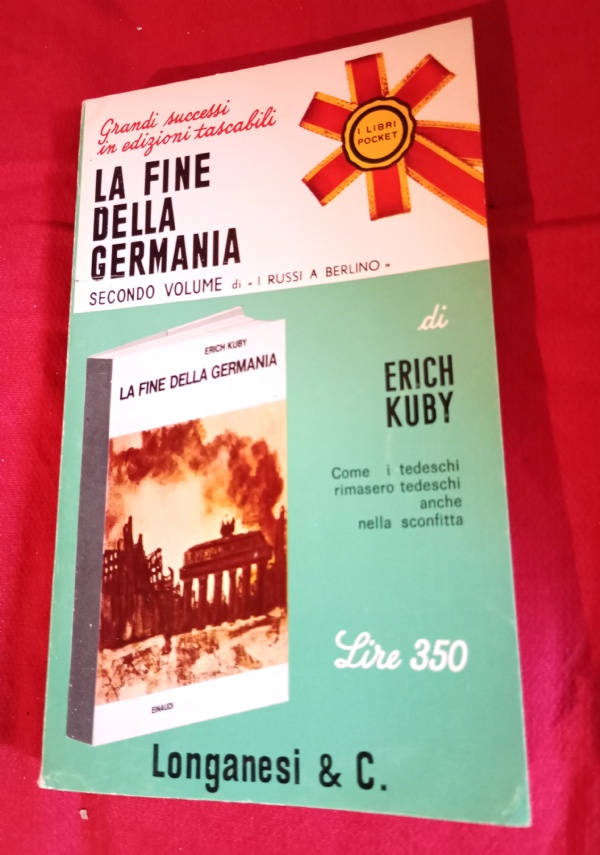 Grandi successi
in edizioni tascabili
I LIBRI
POCKET
LA FINE
DELLA
GERMANIA
SECONDO VOLUME di « I RUSSI A BERLINO »
di
ERICH
KUBY
ERICH KUBY
LA FINE DELLA GERMANIA
EINAUDI
Come i tedeschi
rimasero tedeschi
anche
nella sconfitta
Lire 350
Longanesi & C.